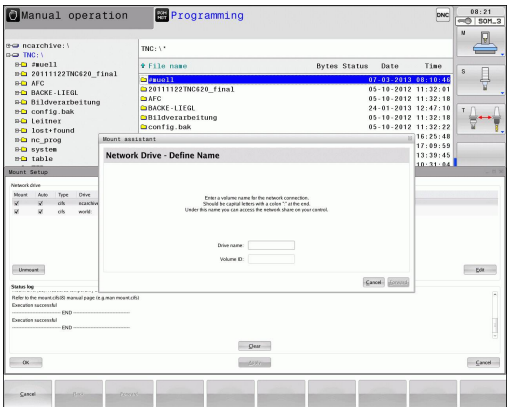 Manual operation
PGM MGT Programming
DNC
08:21
SOM_3
M
S
T
ncarchive:\
TNC:\
#muell
20111122TNC620_final
AFC
BACKE-LIEGL
Bildverarbeitung
config.bak
Leitner
lost+found
nc_prog
system
table
TNC:\*
File name Bytes Status Date Time
#muell 07-03-2013 08:10:46
20111122TNC620_final 05-10-2012 11:32:01
AFC 05-10-2012 11:32:18
BACKE-LIEGL 24-01-2013 12:47:10
Bildverarbeitung 05-10-2012 11:32:18
config.bak 05-10-2012 11:32:22
16:25:48
17:09:59
13:39:45
10:31:04
Mount Setup
Network drive
Mount Auto Type Drive
cifs ncarchive
cifs world:
Unmount
Edit
Mount assistant
Network Drive - Define Name
Enter a volume name for the network connection.
Should be capital letters with a colon ":" at the end.
Under this name you can access the network share on your control.
Drive name:
Volume ID:
Cancel
Status log
Refer to the mount.cifs(8) manual page (e.g.man mount.cifs)
Execution successful
END
Execution successful
END
Clear
OK
Apply
Cancel
Cancel